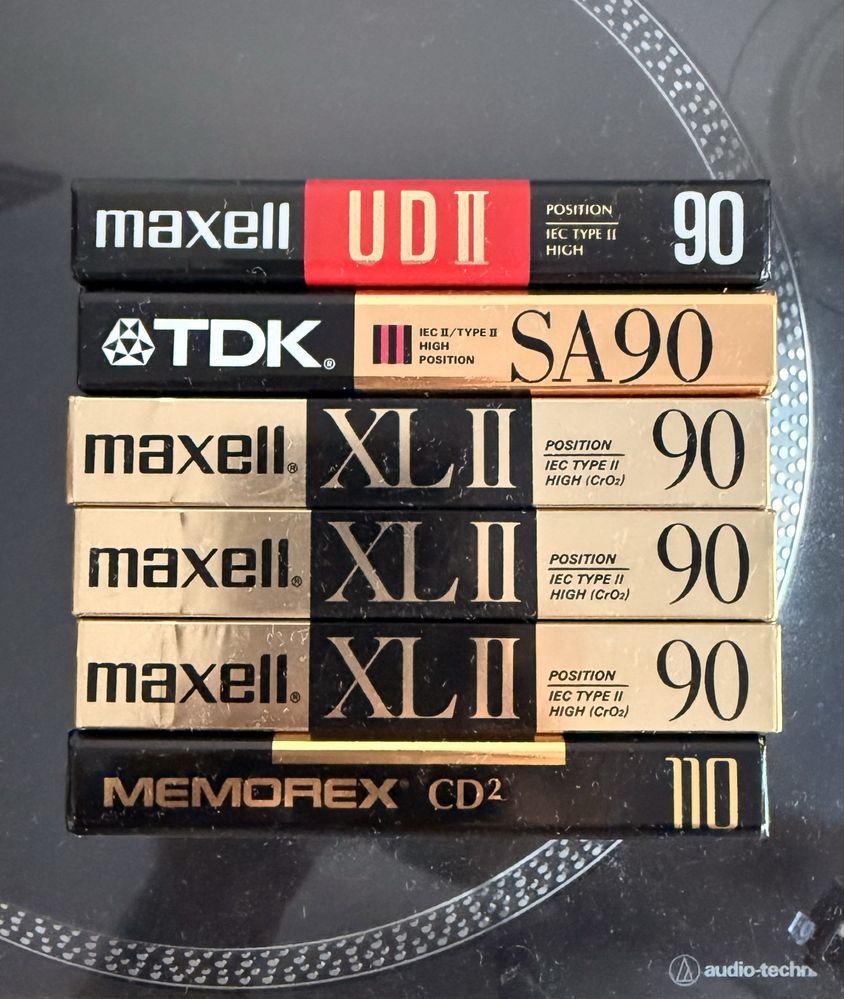 maxell UD II POSITION IEC TYPE II HIGH 90
TDK® IEC II/TYPE II HIGH POSITION SA90
maxell® XL II POSITION IEC TYPE II HIGH (CrO₂) 90
maxell® XL II POSITION IEC TYPE II HIGH (CrO₂) 90
maxell® XL II POSITION IEC TYPE II HIGH (CrO₂) 90
MEMOREX® CD² 110
audio-techni